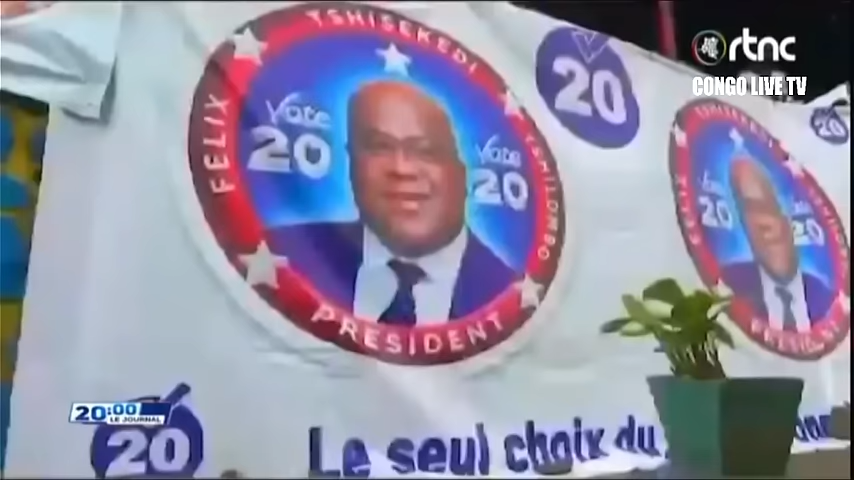 rtnc
CONGO LIVE TV
FELIX TSHISEKEDI TSHILOMBO
Vote
20
Vote
20
PRESIDENT
20
FELIX TSHISEKEDI
20
20
PRESIDENT
20
20:00
LE JOURNAL
20
Le seul choix du